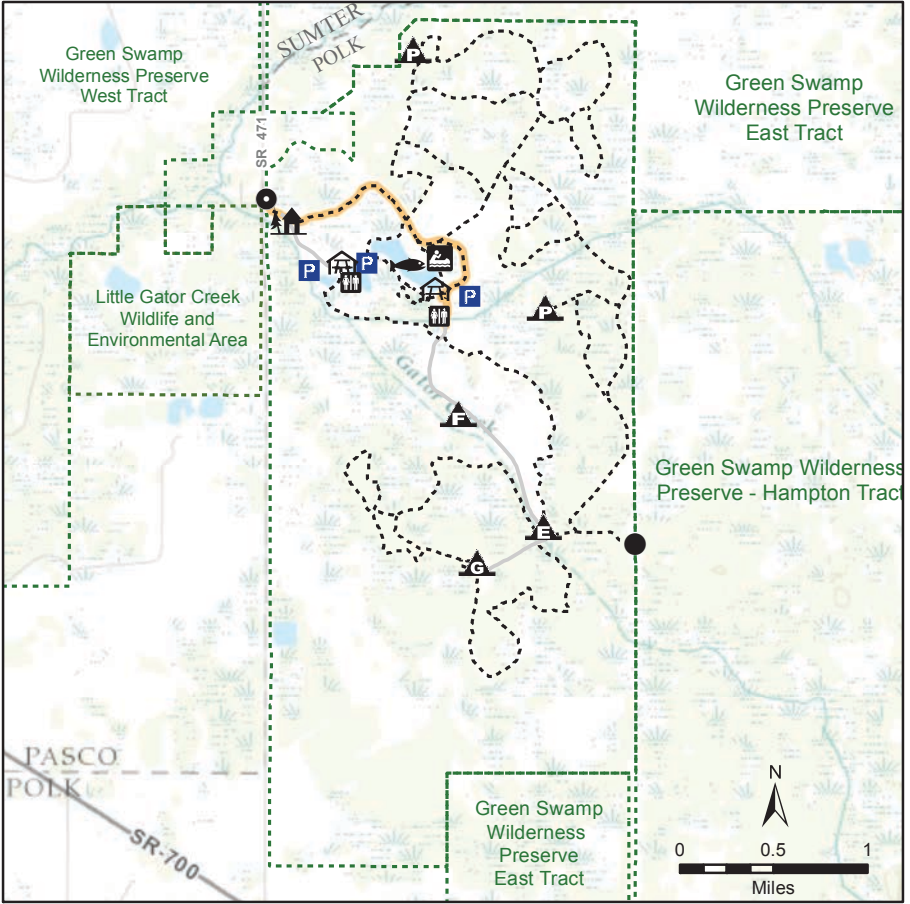 SUMTER
POLK
P
Green Swamp
Wilderness Preserve
West Tract
Green Swamp
Wilderness Preserve
East Tract
SR 471
P
P
P
P
Little Gator Creek
Wildlife and
Environmental Area
Gator Creek
F
Green Swamp Wilderness
Preserve - Hampton Tract
E
G
PASCO
POLK
SR-700
Green Swamp
Wilderness
Preserve
East Tract
N
0 0.5 1
Miles